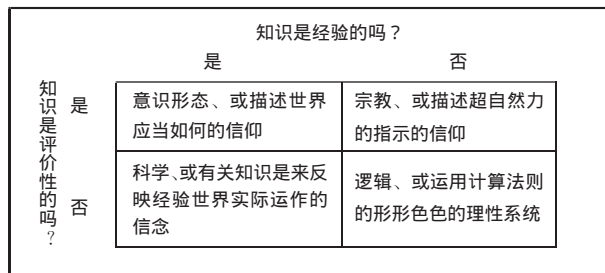 知识是经验的吗？
是 否
知识是评价性的吗？
是
意识形态、或描述世界
应当如何的信仰
宗教、或描述超自然力
的指示的信仰
否
科学、或有关知识是来反
映经验世界实际运作的
信念
逻辑、或运用计算法则
的形形色色的理性系统